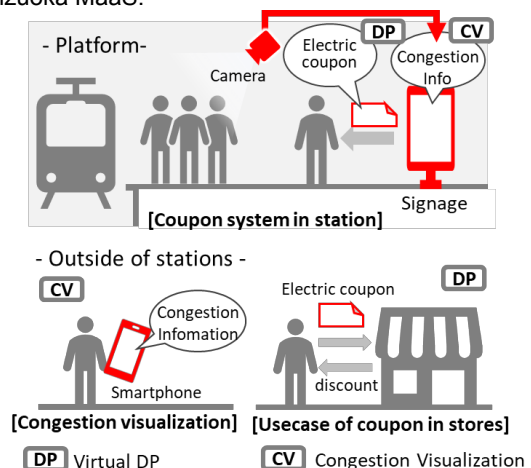 nizuoka MaaS.
- Platform-
DP
CV
Electric
coupon
Congestion
Info
Camera
Signage
[Coupon system in station]
- Outside of stations -
CV
DP
Electric coupon
Congestion
Infomation
discount
Smartphone
[Congestion visualization]
[Usecase of coupon in stores]
DP Virtual DP
CV Congestion Visualization